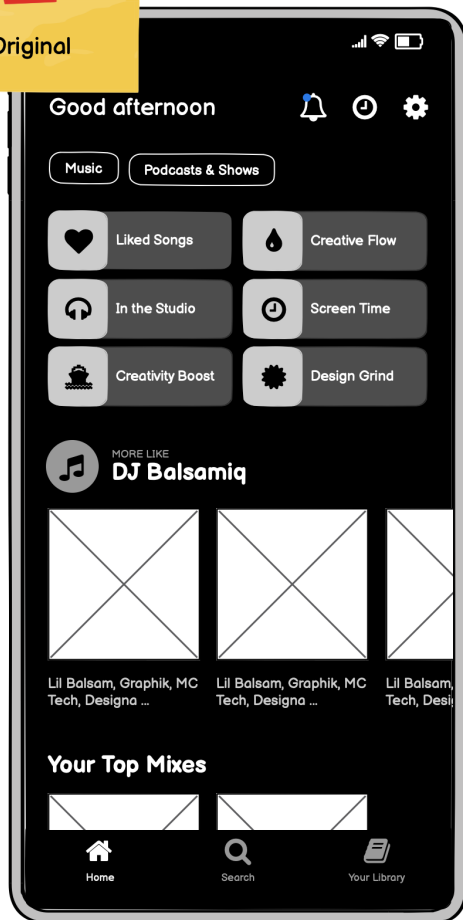 Original
Good afternoon
Music
Podcasts & Shows
Liked Songs
Creative Flow
In the Studio
Screen Time
Creativity Boost
Design Grind
MORE LIKE
DJ Balsamiq
Lil Balsam, Graphik, MC
Tech, Designa ...
Lil Balsam, Graphik, MC
Tech, Designa ...
Lil Balsam,
Tech, Desig
Your Top Mixes
Home
Search
Your Library